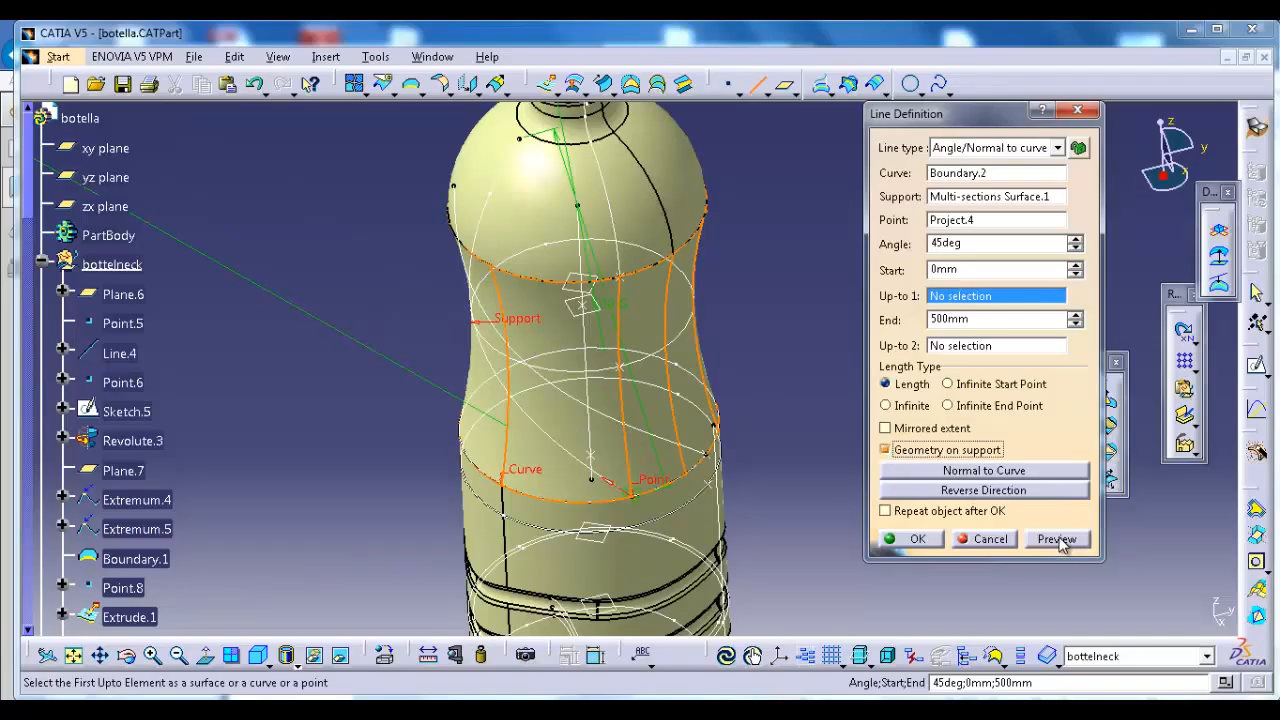 CATIA V5 - [botella.CATPart]
Start
ENOVIA V5 VPM
File
Edit
View
Insert
Tools
Window
Help
botella
xy plane
yz plane
zx plane
PartBody
bottelneck
Plane.6
Point.5
Line.4
Point.6
Sketch.5
Revolute.3
Plane.7
Extremum.4
Extremum.5
Boundary.1
Point.8
Extrude.1
Support
Curve
Point
z
y
Line Definition
Line type : Angle/Normal to curve
Curve: Boundary.2
Support: Multi-sections Surface.1
Point: Project.4
Angle: 45deg
Start: 0mm
Up-to 1: No selection
End: 500mm
Up-to 2: No selection
Length Type
Length
Infinite Start Point
Infinite
Infinite End Point
Mirrored extent
Geometry on support
Normal to Curve
Reverse Direction
Repeat object after OK
OK
Cancel
Preview
D...
R...
z
y
x
ABC
bottelneck
CATIA
Select the First Upto Element as a surface or a curve or a point
Angle;Start;End
45deg;0mm;500mm